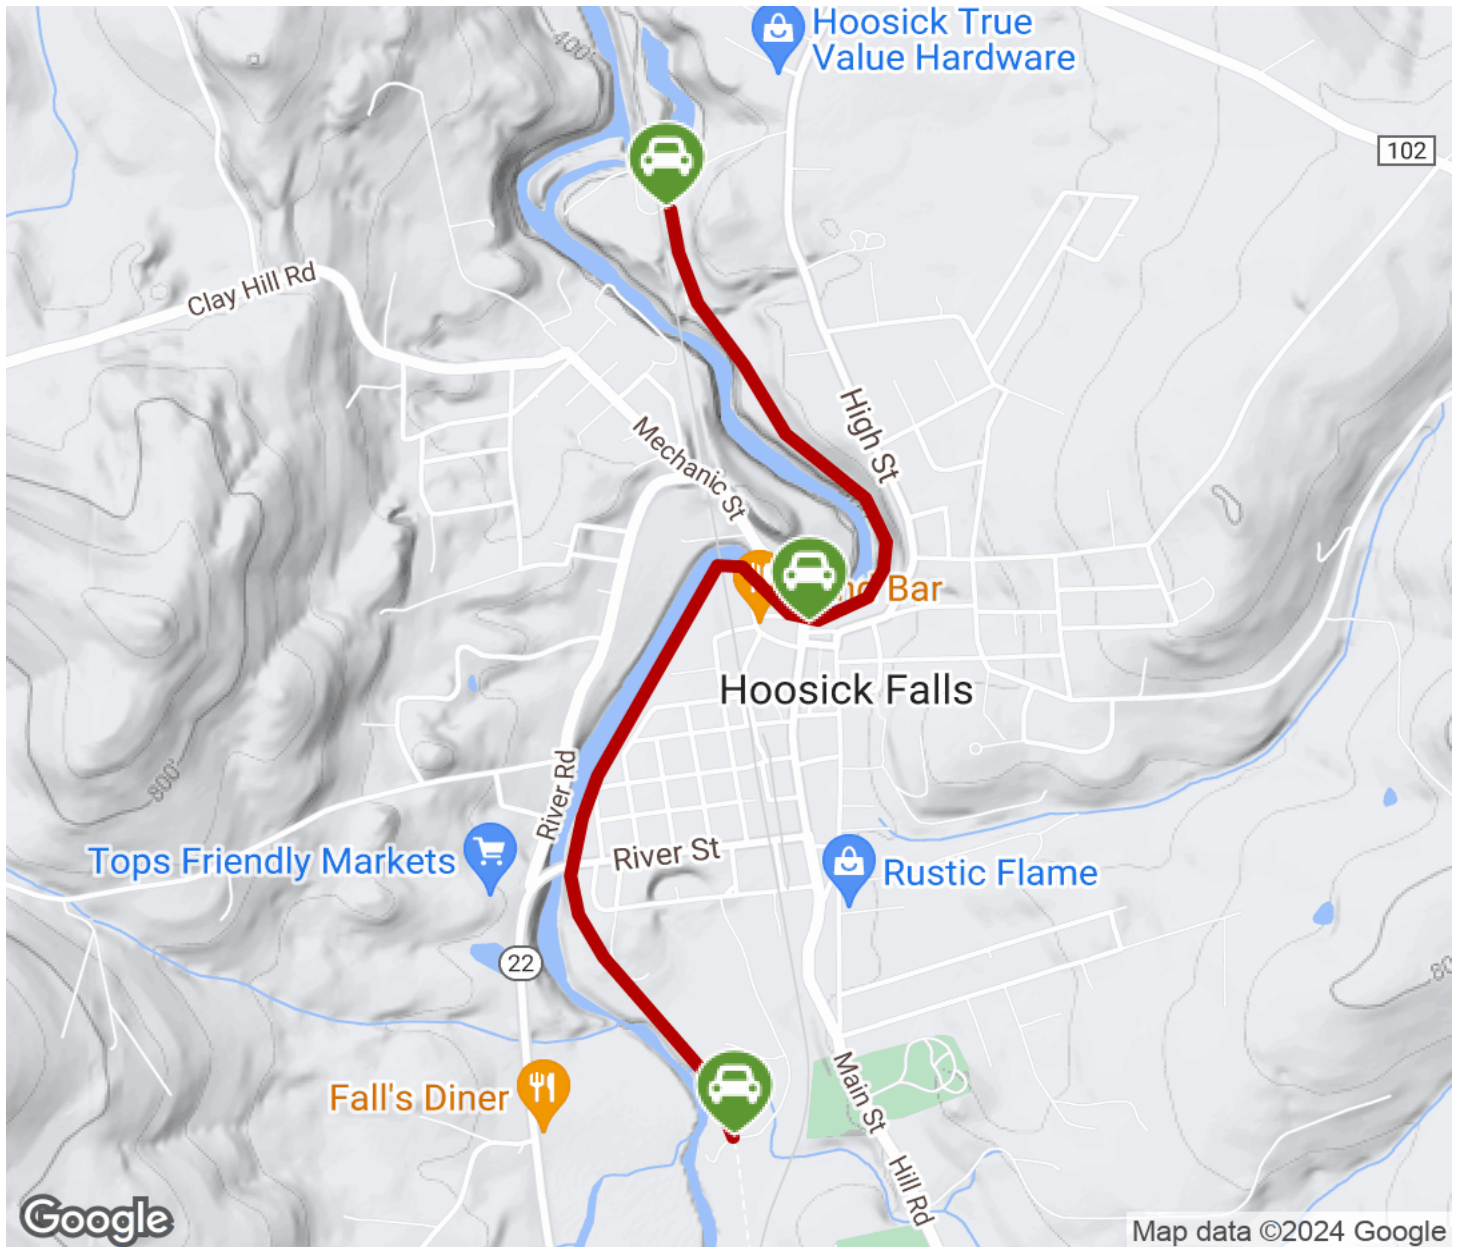 Hoosick True
Value Hardware
400'
102
Clay Hill Rd
High St
Mechanic St
Bar
Hoosick Falls
800'
River Rd
Tops Friendly Markets
River St
Rustic Flame
22
80
Fall's Diner
Main St
Hill Rd
Google
Map data ©2024 Google